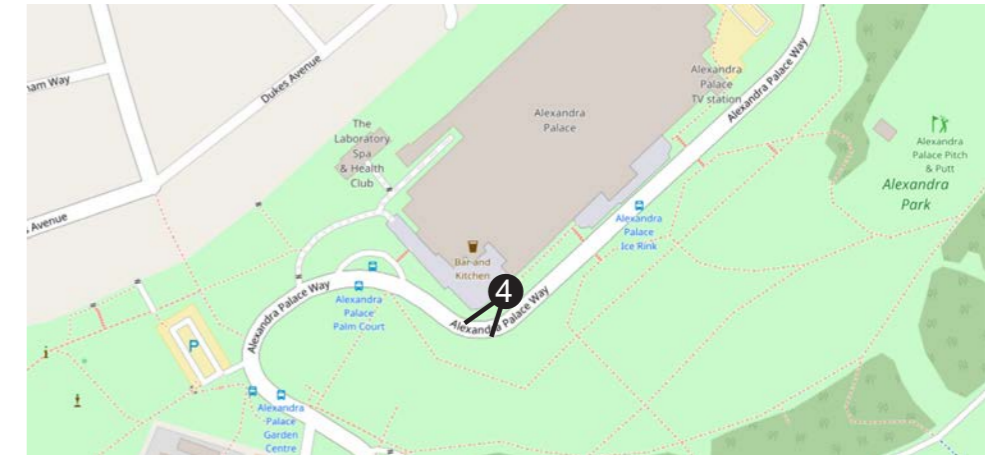 am Way
Dukes Avenue
Avenue
The
Laboratory
Spa
& Health
Club
Alexandra
Palace
Alexandra
Palace
TV station
Alexandra Palace Way
Alexandra
Palace Pitch
& Putt
Alexandra
Park
Alexandra
Palace
Ice Rink
Bar and
Kitchen
4
Alexandra Palace Way
Alexandra Palace Way
Alexandra
Palace
Palm Court
P
Alexandra
Palace
Garden
Centre